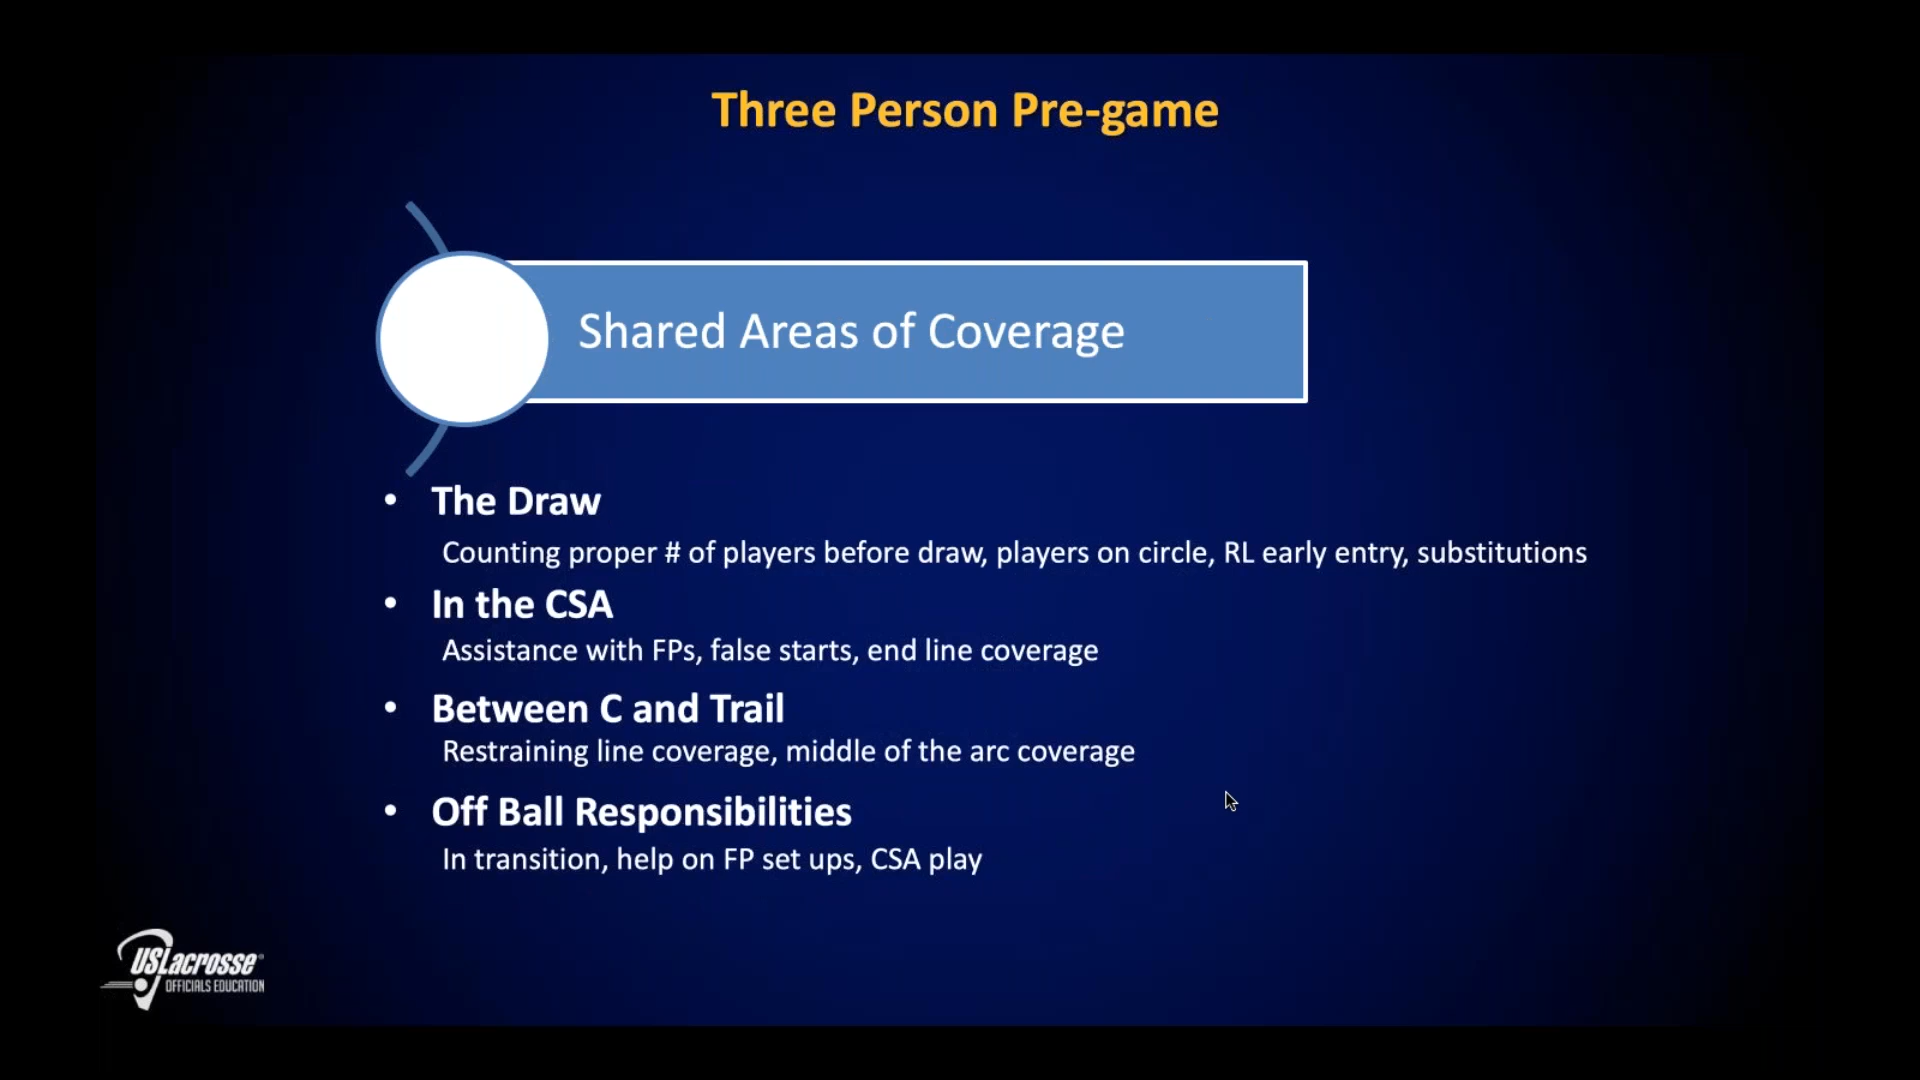 Three Person Pre-game
Shared Areas of Coverage
• The Draw
Counting proper # of players before draw, players on circle, RL early entry, substitutions
• In the CSA
Assistance with FPs, false starts, end line coverage
• Between C and Trail
Restraining line coverage, middle of the arc coverage
• Off Ball Responsibilities
In transition, help on FP set ups, CSA play
USLacrosse®
OFFICIALS EDUCATION